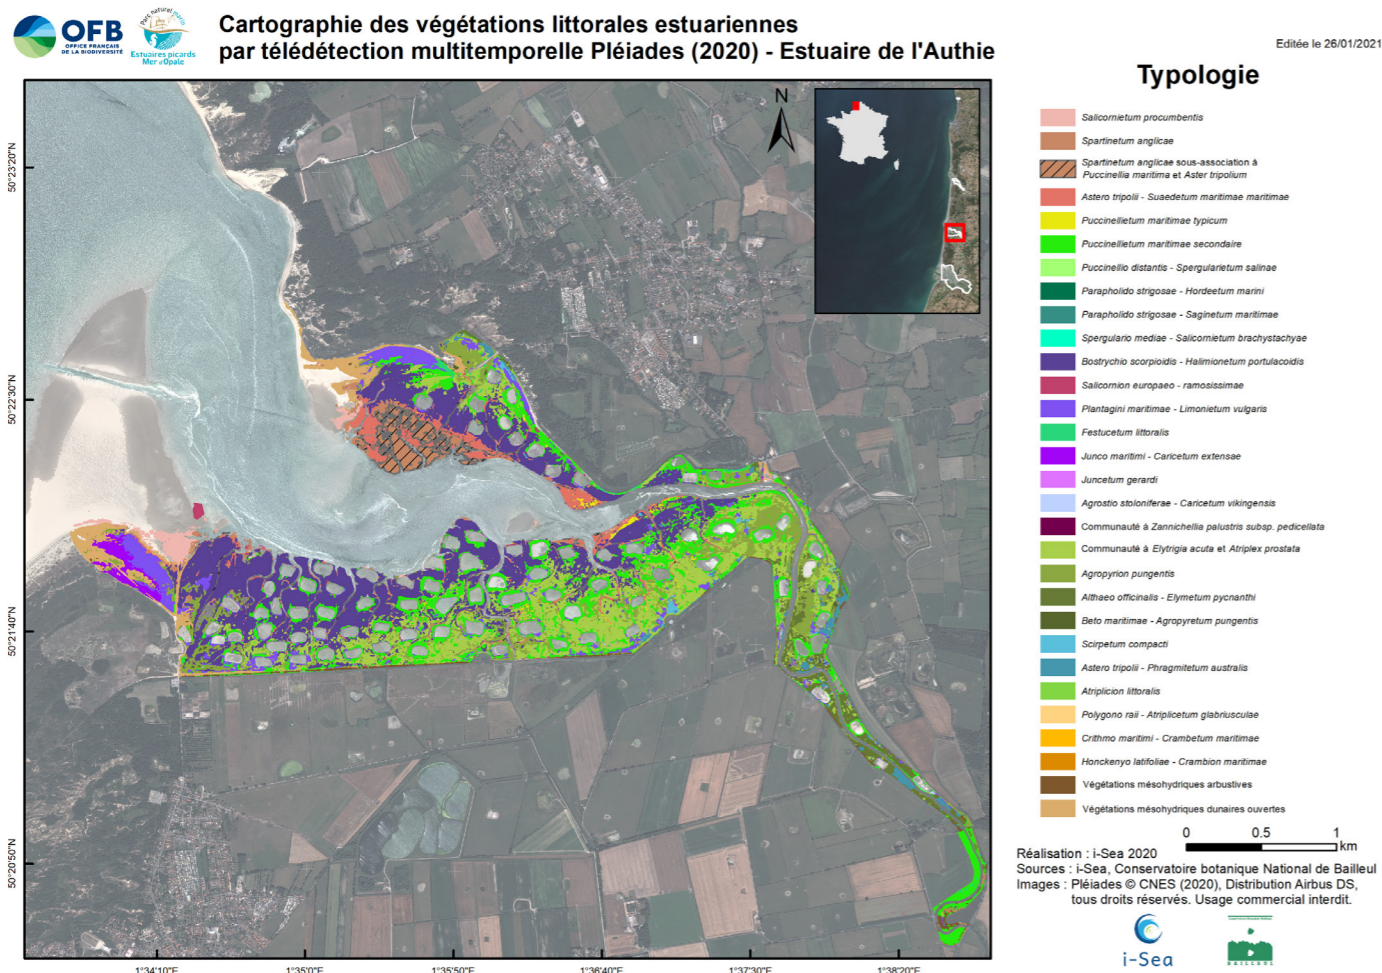 OFB
OFFICE FRANÇAIS
DE LA BIODIVERSITÉ
Parc naturel marin
Estuaires picards
Mer d'Opale
Cartographie des végétations littorales estuariennes
par télédétection multitemporelle Pléiades (2020) - Estuaire de l'Authie
Editée le 26/01/2021
Typologie
Salicornietum procumbentis
Spartinetum anglicae
Spartinetum anglicae sous-association à
Puccinellia maritima et Aster tripolium
Astero tripolii - Suaedetum maritimae maritimae
Puccinellietum maritimae typicum
Puccinellietum maritimae secondaire
Puccinellio distantis - Spergularietum salinae
Parapholido strigosae - Hordeetum marini
Parapholido strigosae - Saginetum maritimae
Spergulario mediae - Salicornietum brachystachyae
Bostrychio scorpioidis - Halimionetum portulacoidis
Salicornion europaeo - ramosissimae
Plantagini maritimae - Limonietum vulgaris
Festucetum littoralis
Junco maritimi - Caricetum extensae
Juncetum gerardi
Agrostio stoloniferae - Caricetum vikingensis
Communauté à Zannichellia palustris subsp. pedicellata
Communauté à Elytrigia acuta et Atriplex prostata
Agropyrion pungentis
Althaeo officinalis - Elymetum pycnanthi
Beto maritimae - Agropyretum pungentis
Scirpetum compacti
Astero tripolii - Phragmitetum australis
Atriplicion littoralis
Polygono raii - Atriplicetum glabriusculae
Crithmo maritimi - Crambetum maritimae
Honckenyo latifoliae - Crambion maritimae
Végétations mésohydriques arbustives
Végétations mésohydriques dunaires ouvertes
0 0.5 1
km
Réalisation : i-Sea 2020
Sources : i-Sea, Conservatoire botanique National de Bailleul
Images : Pléiades © CNES (2020), Distribution Airbus DS,
tous droits réservés. Usage commercial interdit.
i-Sea
BAILLEUL
N
50°23'20"N
50°22'30"N
50°21'40"N
50°20'50"N
1°34'10"E 1°35'0"E 1°35'50"E 1°36'40"E 1°37'30"E 1°38'20"E